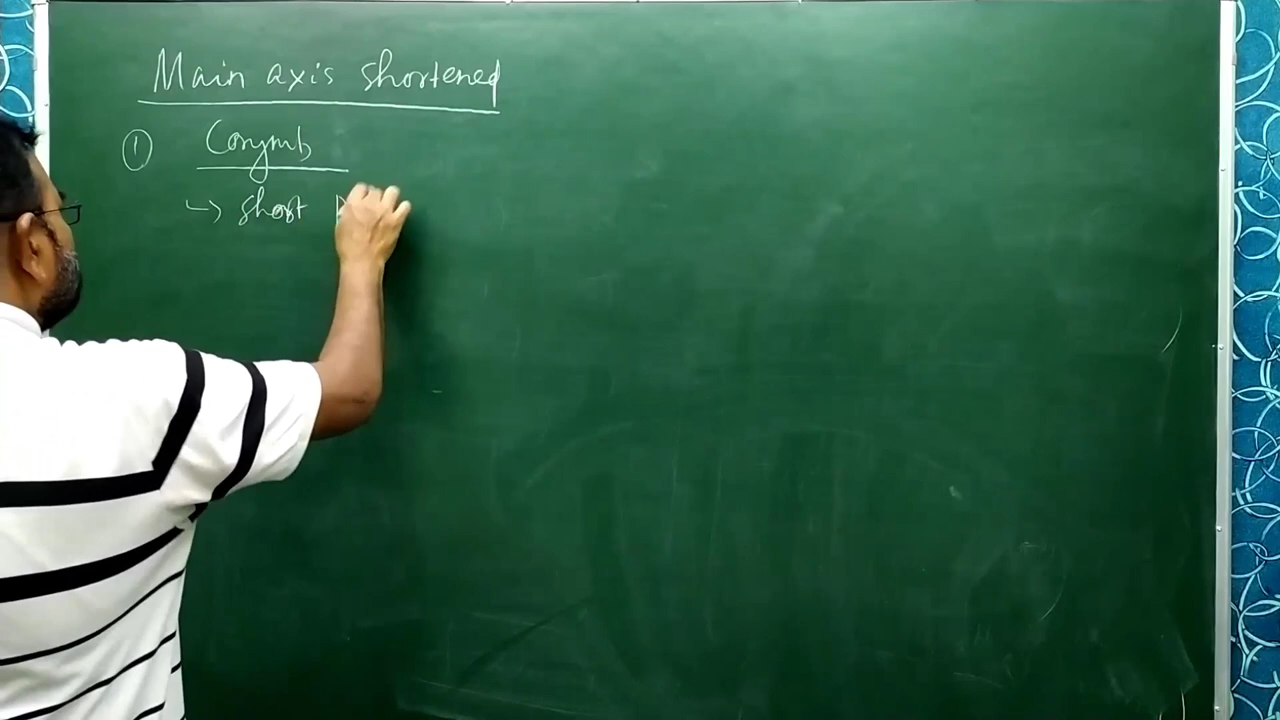 Main axis shortened
① Corymb
→ short